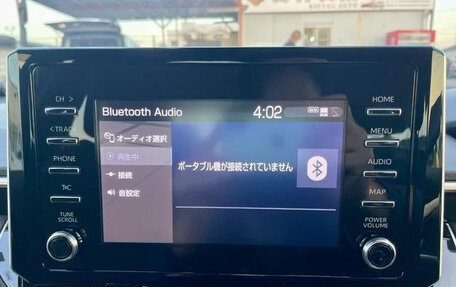 Bluetooth Audio
4:02
DCM
オーディオ選択
再生中
接続
音設定
ポータブル機が接続されていません
CH >
< TRACK
PHONE
TUNE
SCROLL
HOME
MENU
AUDIO
MAP
POWER
VOLUME